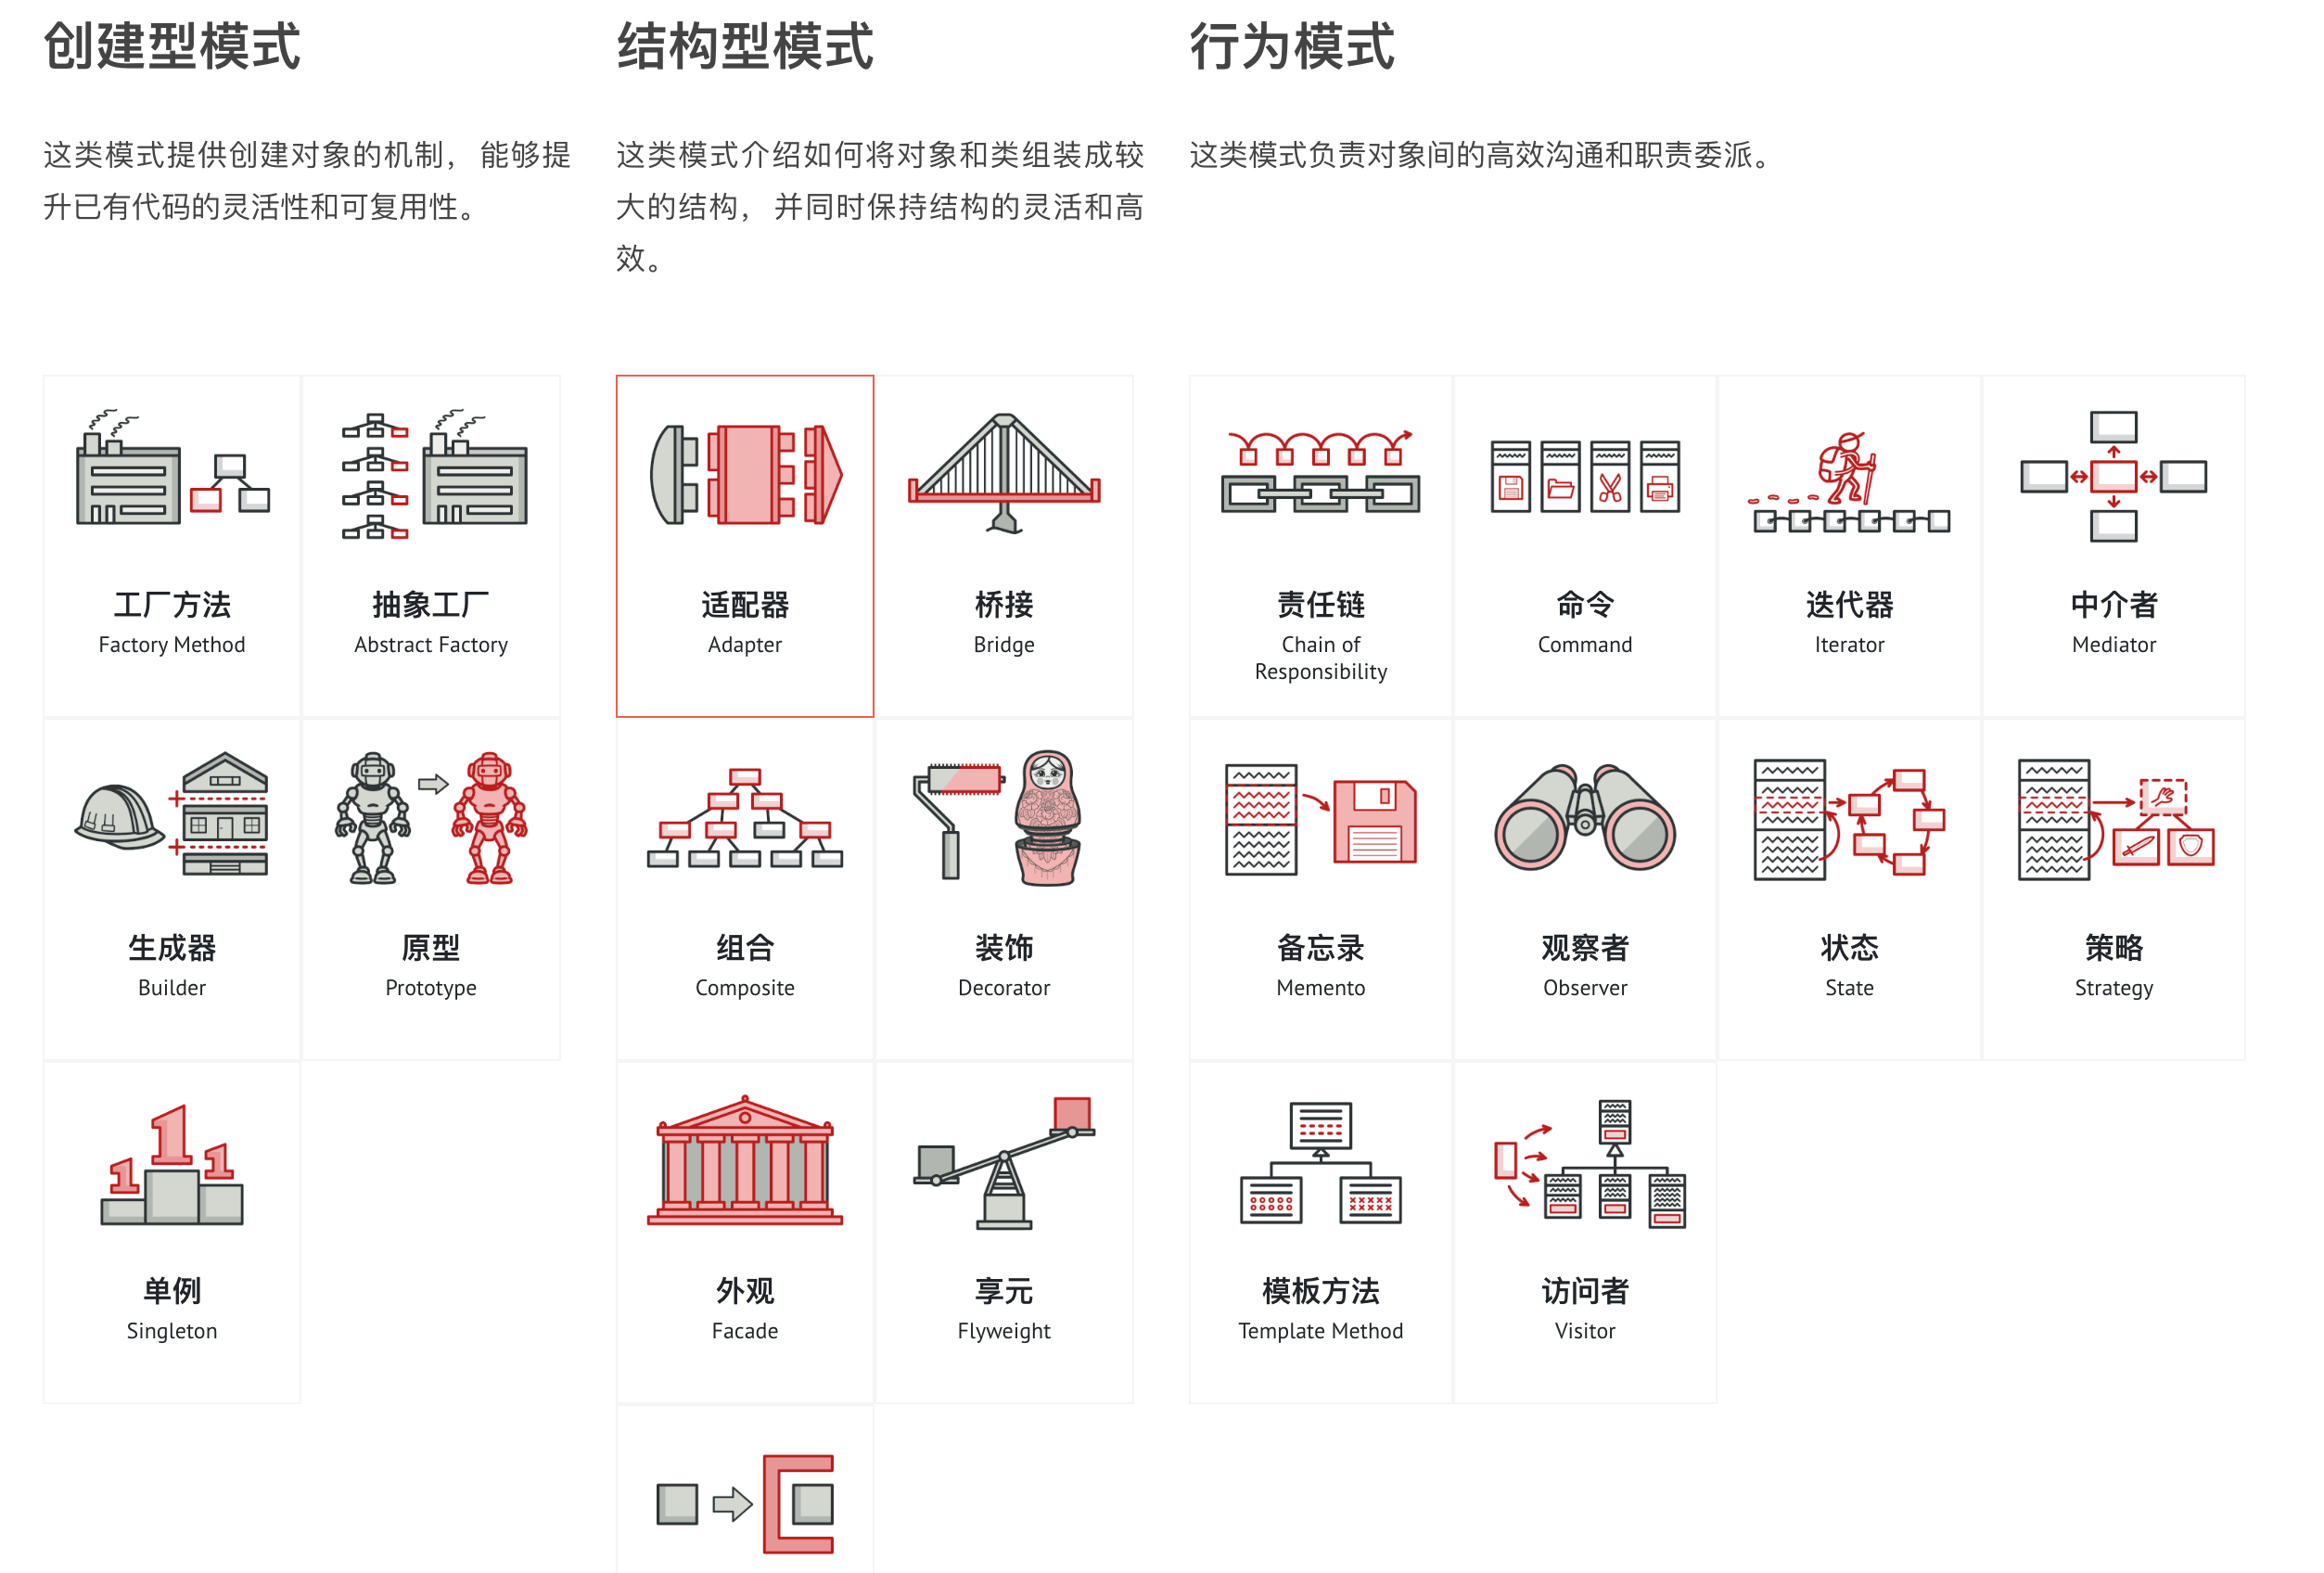 创建型模式
这类模式提供创建对象的机制， 能够提
升已有代码的灵活性和可复用性。
工厂方法
Factory Method
抽象工厂
Abstract Factory
生成器
Builder
原型
Prototype
单例
Singleton
结构型模式
这类模式介绍如何将对象和类组装成较
大的结构， 并同时保持结构的灵活和高
效。
适配器
Adapter
桥接
Bridge
组合
Composite
装饰
Decorator
外观
Facade
享元
Flyweight
行为模式
这类模式负责对象间的高效沟通和职责委派。
责任链
Chain of
Responsibility
命令
Command
迭代器
Iterator
中介者
Mediator
备忘录
Memento
观察者
Observer
状态
State
策略
Strategy
模板方法
Template Method
访问者
Visitor